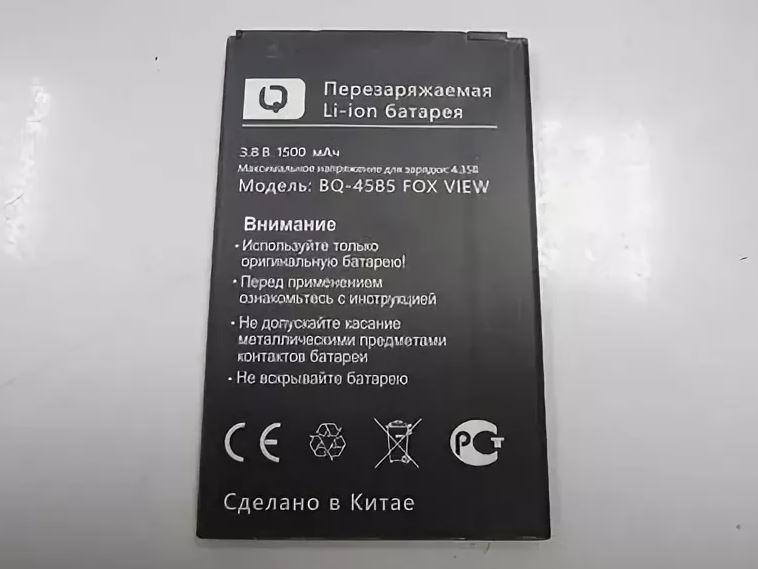 Перезаряжаемая
Li-ion батарея
3.8 В 1500 мАч
Максимальное напряжение для зарядки: 4.35В
Модель: BQ-4585 FOX VIEW
Внимание
• Используйте только
оригинальную батарею!
• Перед применением
ознакомьтесь с инструкцией
• Не допускайте касание
металлическими предметами
контактов батареи
• Не вскрывайте батарею
CE
РСТ
Сделано в Китае